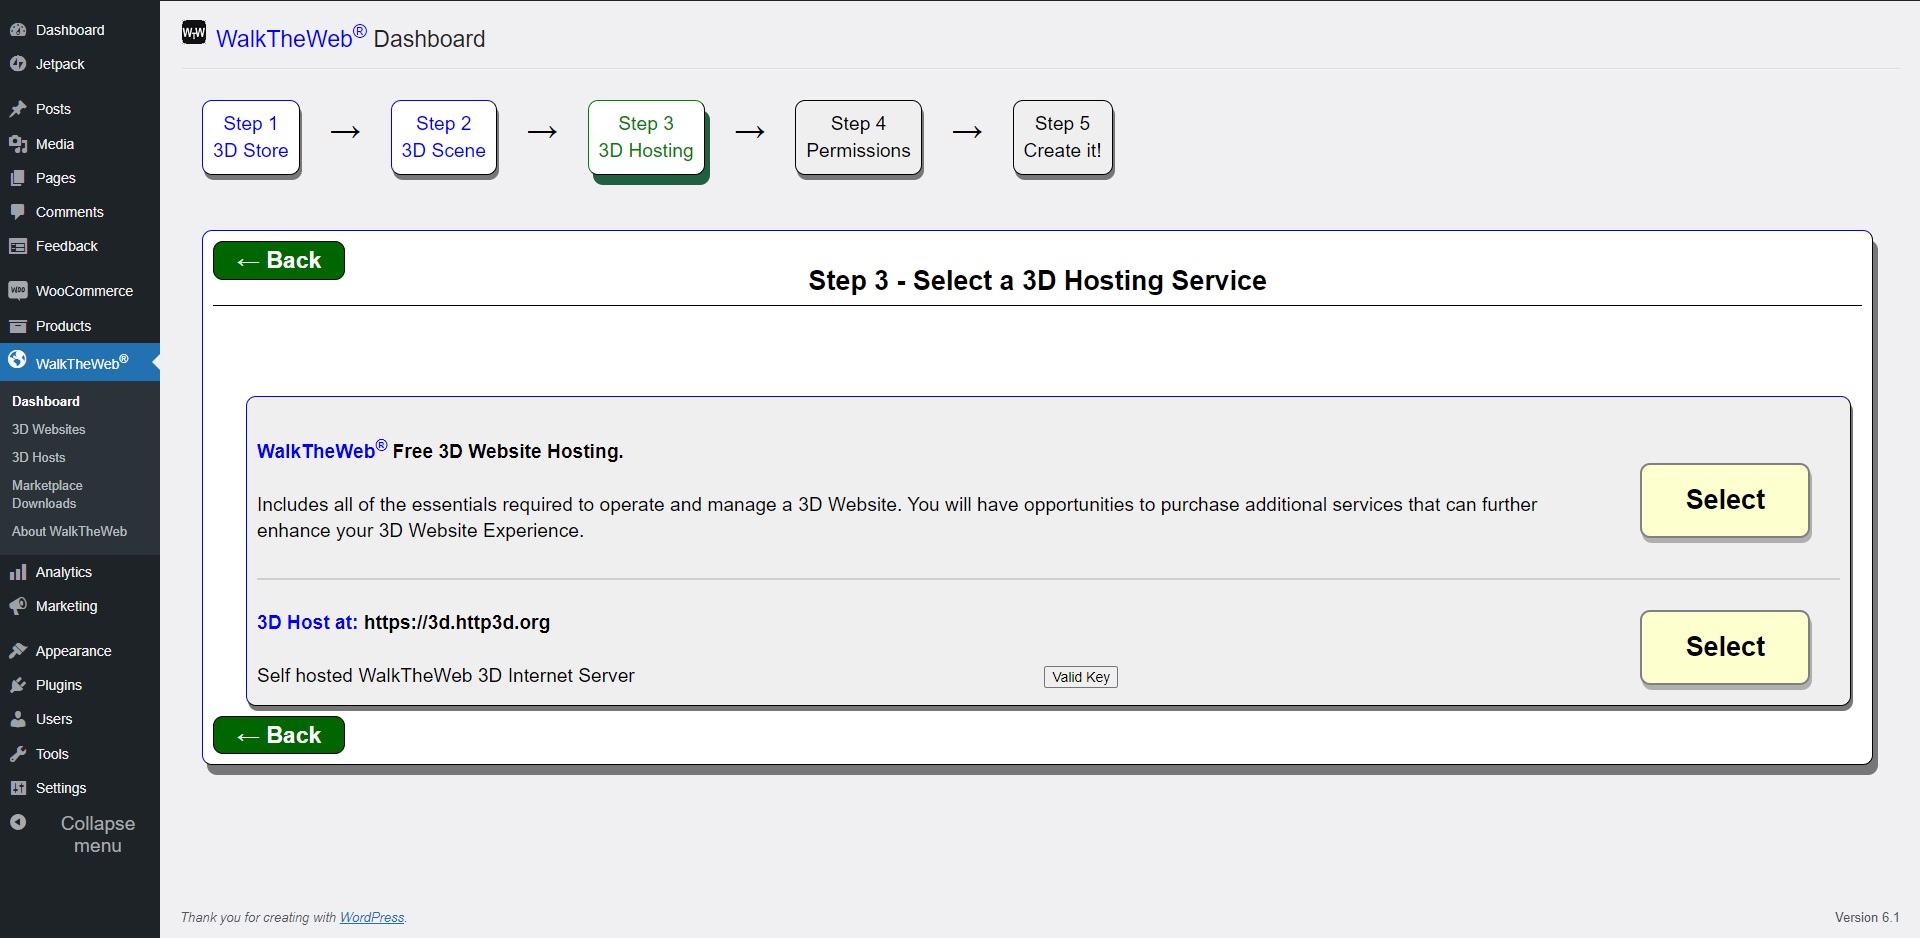 Dashboard
Jetpack
Posts
Media
Pages
Comments
Feedback
WooCommerce
Products
WalkTheWeb®
Dashboard
3D Websites
3D Hosts
Marketplace
Downloads
About WalkTheWeb
Analytics
Marketing
Appearance
Plugins
Users
Tools
Settings
Collapse
menu
WTW WalkTheWeb® Dashboard
Step 1
3D Store
→
Step 2
3D Scene
→
Step 3
3D Hosting
→
Step 4
Permissions
→
Step 5
Create it!
← Back
Step 3 - Select a 3D Hosting Service
WalkTheWeb® Free 3D Website Hosting.
Includes all of the essentials required to operate and manage a 3D Website. You will have opportunities to purchase additional services that can further
enhance your 3D Website Experience.
Select
3D Host at: https://3d.http3d.org
Self hosted WalkTheWeb 3D Internet Server
Valid Key
Select
← Back
Thank you for creating with WordPress.
Version 6.1